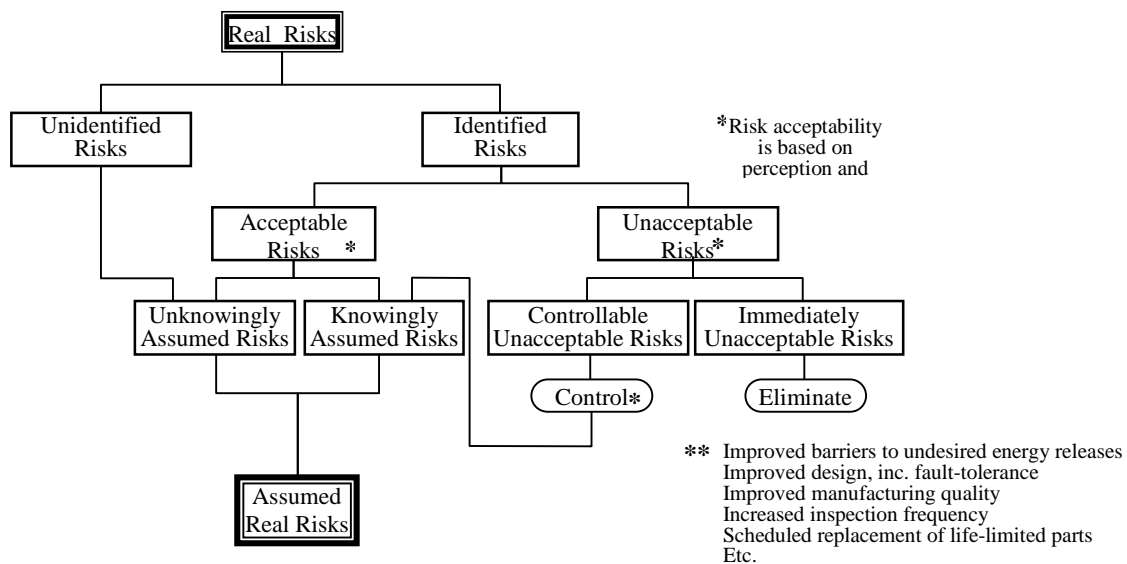 Real Risks
Unidentified
Risks
Identified
Risks
*Risk acceptability
is based on
perception and
Acceptable
Risks *
Unacceptable
Risks*
Unknowingly
Assumed Risks
Knowingly
Assumed Risks
Controllable
Unacceptable Risks
Immediately
Unacceptable Risks
Control*
Eliminate
** Improved barriers to undesired energy releases
Improved design, inc. fault-tolerance
Improved manufacturing quality
Increased inspection frequency
Scheduled replacement of life-limited parts
Etc.
Assumed
Real Risks